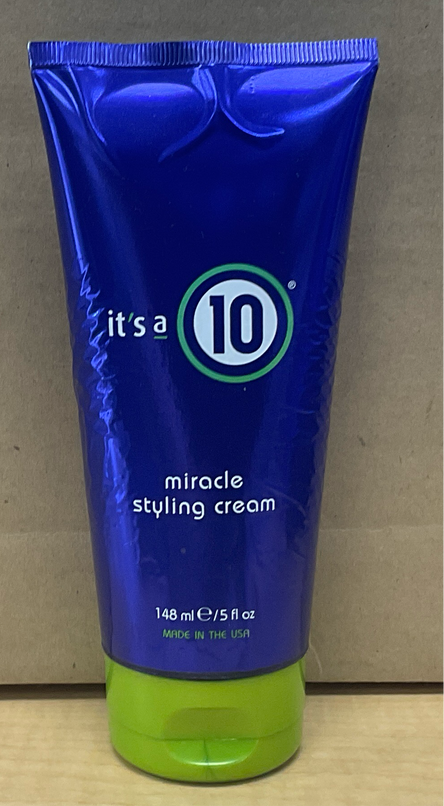 it's a 10®
miracle
styling cream
148 ml ℮/5 fl oz
MADE IN THE USA